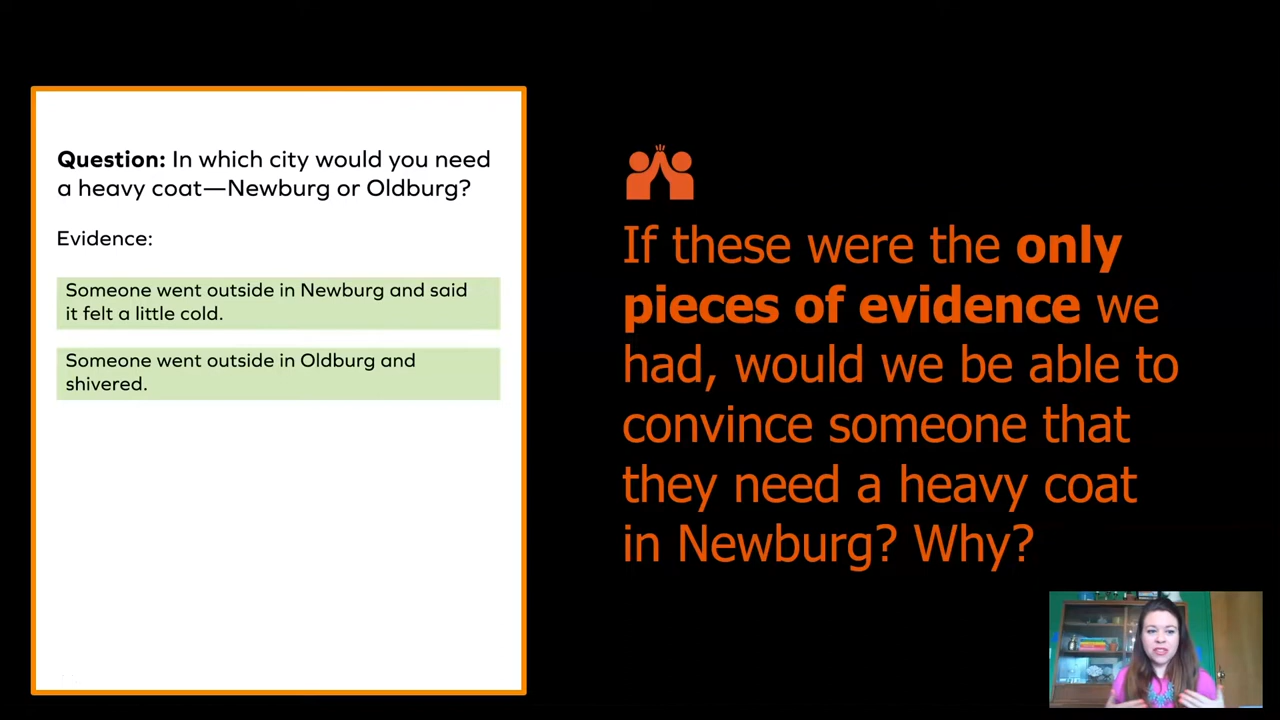 Question: In which city would you need
a heavy coat—Newburg or Oldburg?
Evidence:
Someone went outside in Newburg and said
it felt a little cold.
Someone went outside in Oldburg and
shivered.
If these were the only
pieces of evidence we
had, would we be able to
convince someone that
they need a heavy coat
in Newburg? Why?